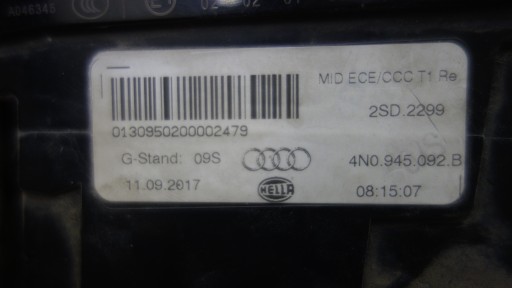 A046345
MID ECE/CCC T1 Re
2SD.2299
0130950200002479
G-Stand: 09S
4N0.945.092.B
11.09.2017
HELLA
08:15:07